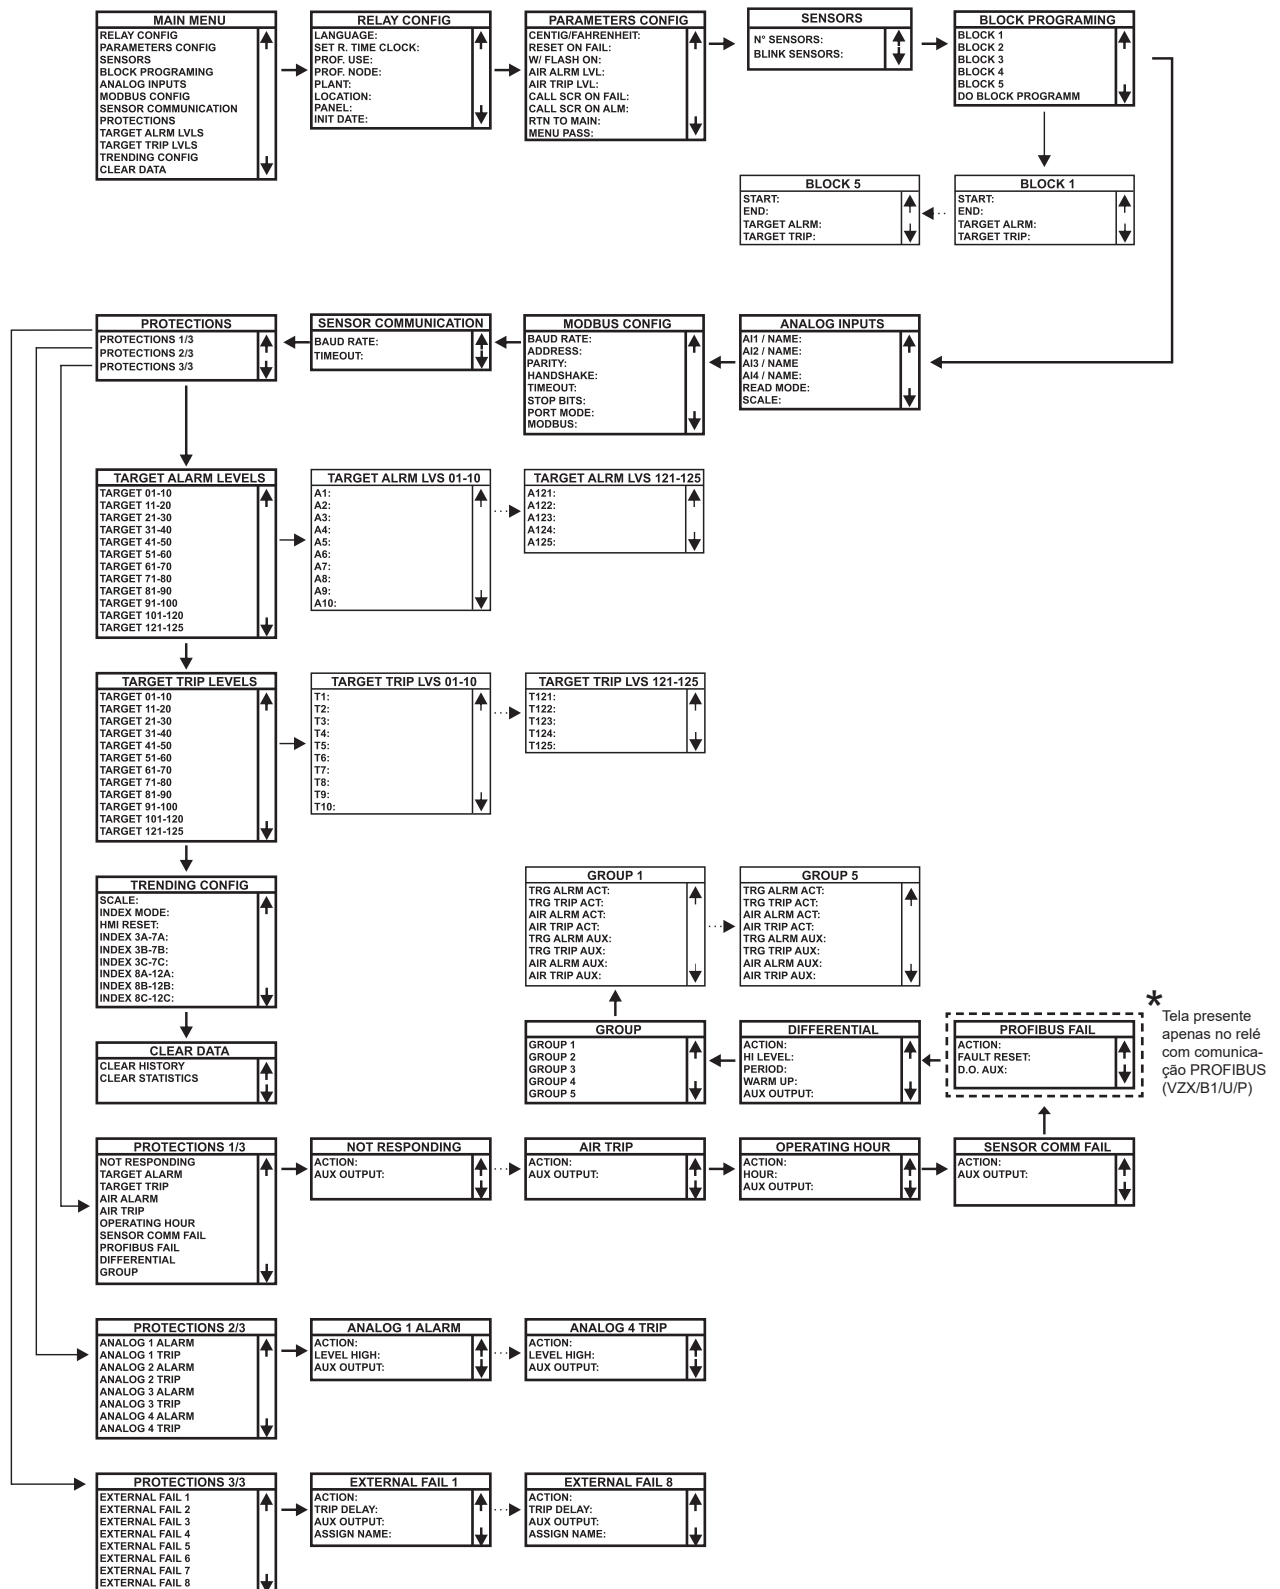 MAIN MENU
RELAY CONFIG
PARAMETERS CONFIG
SENSORS
BLOCK PROGRAMING
ANALOG INPUTS
MODBUS CONFIG
SENSOR COMMUNICATION
PROTECTIONS
TARGET ALRM LVLS
TARGET TRIP LVLS
TRENDING CONFIG
CLEAR DATA
RELAY CONFIG
LANGUAGE:
SET R. TIME CLOCK:
PROF. USE:
PROF. NODE:
PLANT:
LOCATION:
PANEL:
INIT DATE:
PARAMETERS CONFIG
CENTIG/FAHRENHEIT:
RESET ON FAIL:
W/ FLASH ON:
AIR ALRM LVL:
AIR TRIP LVL:
CALL SCR ON FAIL:
CALL SCR ON ALM:
RTN TO MAIN:
MENU PASS:
SENSORS
N° SENSORS:
BLINK SENSORS:
BLOCK PROGRAMING
BLOCK 1
BLOCK 2
BLOCK 3
BLOCK 4
BLOCK 5
DO BLOCK PROGRAMM
BLOCK 5
START:
END:
TARGET ALRM:
TARGET TRIP:
BLOCK 1
START:
END:
TARGET ALRM:
TARGET TRIP:
PROTECTIONS
PROTECTIONS 1/3
PROTECTIONS 2/3
PROTECTIONS 3/3
SENSOR COMMUNICATION
BAUD RATE:
TIMEOUT:
MODBUS CONFIG
BAUD RATE:
ADDRESS:
PARITY:
HANDSHAKE:
TIMEOUT:
STOP BITS:
PORT MODE:
MODBUS:
ANALOG INPUTS
AI1 / NAME:
AI2 / NAME:
AI3 / NAME
AI4 / NAME:
READ MODE:
SCALE:
TARGET ALARM LEVELS
TARGET 01-10
TARGET 11-20
TARGET 21-30
TARGET 31-40
TARGET 41-50
TARGET 51-60
TARGET 61-70
TARGET 71-80
TARGET 81-90
TARGET 91-100
TARGET 101-120
TARGET 121-125
TARGET ALRM LVS 01-10
A1:
A2:
A3:
A4:
A5:
A6:
A7:
A8:
A9:
A10:
TARGET ALRM LVS 121-125
A121:
A122:
A123:
A124:
A125:
TARGET TRIP LEVELS
TARGET 01-10
TARGET 11-20
TARGET 21-30
TARGET 31-40
TARGET 41-50
TARGET 51-60
TARGET 61-70
TARGET 71-80
TARGET 81-90
TARGET 91-100
TARGET 101-120
TARGET 121-125
TARGET TRIP LVS 01-10
T1:
T2:
T3:
T4:
T5:
T6:
T7:
T8:
T9:
T10:
TARGET TRIP LVS 121-125
T121:
T122:
T123:
T124:
T125:
TRENDING CONFIG
SCALE:
INDEX MODE:
HMI RESET:
INDEX 3A-7A:
INDEX 3B-7B:
INDEX 3C-7C:
INDEX 8A-12A:
INDEX 8B-12B:
INDEX 8C-12C:
GROUP 1
TRG ALRM ACT:
TRG TRIP ACT:
AIR ALRM ACT:
AIR TRIP ACT:
TRG ALRM AUX:
TRG TRIP AUX:
AIR ALRM AUX:
AIR TRIP AUX:
GROUP 5
TRG ALRM ACT:
TRG TRIP ACT:
AIR ALRM ACT:
AIR TRIP ACT:
TRG ALRM AUX:
TRG TRIP AUX:
AIR ALRM AUX:
AIR TRIP AUX:
CLEAR DATA
CLEAR HISTORY
CLEAR STATISTICS
GROUP
GROUP 1
GROUP 2
GROUP 3
GROUP 4
GROUP 5
DIFFERENTIAL
ACTION:
HI LEVEL:
PERIOD:
WARM UP:
AUX OUTPUT:
PROFIBUS FAIL
ACTION:
FAULT RESET:
D.O. AUX:
*
Tela presente
apenas no relé
com comunica-
ção PROFIBUS
(VZX/B1/U/P)
PROTECTIONS 1/3
NOT RESPONDING
TARGET ALARM
TARGET TRIP
AIR ALARM
AIR TRIP
OPERATING HOUR
SENSOR COMM FAIL
PROFIBUS FAIL
DIFFERENTIAL
GROUP
NOT RESPONDING
ACTION:
AUX OUTPUT:
AIR TRIP
ACTION:
AUX OUTPUT:
OPERATING HOUR
ACTION:
HOUR:
AUX OUTPUT:
SENSOR COMM FAIL
ACTION:
AUX OUTPUT:
PROTECTIONS 2/3
ANALOG 1 ALARM
ANALOG 1 TRIP
ANALOG 2 ALARM
ANALOG 2 TRIP
ANALOG 3 ALARM
ANALOG 3 TRIP
ANALOG 4 ALARM
ANALOG 4 TRIP
ANALOG 1 ALARM
ACTION:
LEVEL HIGH:
AUX OUTPUT:
ANALOG 4 TRIP
ACTION:
LEVEL HIGH:
AUX OUTPUT:
PROTECTIONS 3/3
EXTERNAL FAIL 1
EXTERNAL FAIL 2
EXTERNAL FAIL 3
EXTERNAL FAIL 4
EXTERNAL FAIL 5
EXTERNAL FAIL 6
EXTERNAL FAIL 7
EXTERNAL FAIL 8
EXTERNAL FAIL 1
ACTION:
TRIP DELAY:
AUX OUTPUT:
ASSIGN NAME:
EXTERNAL FAIL 8
ACTION:
TRIP DELAY:
AUX OUTPUT:
ASSIGN NAME: